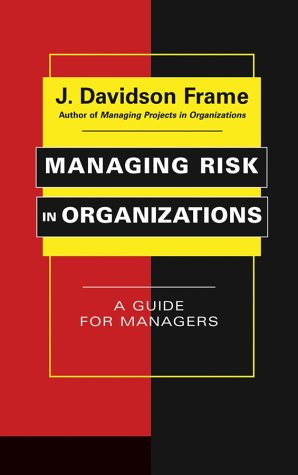 J. Davidson Frame
Author of Managing Projects in Organizations
MANAGING RISK
IN ORGANIZATIONS
A GUIDE
FOR MANAGERS